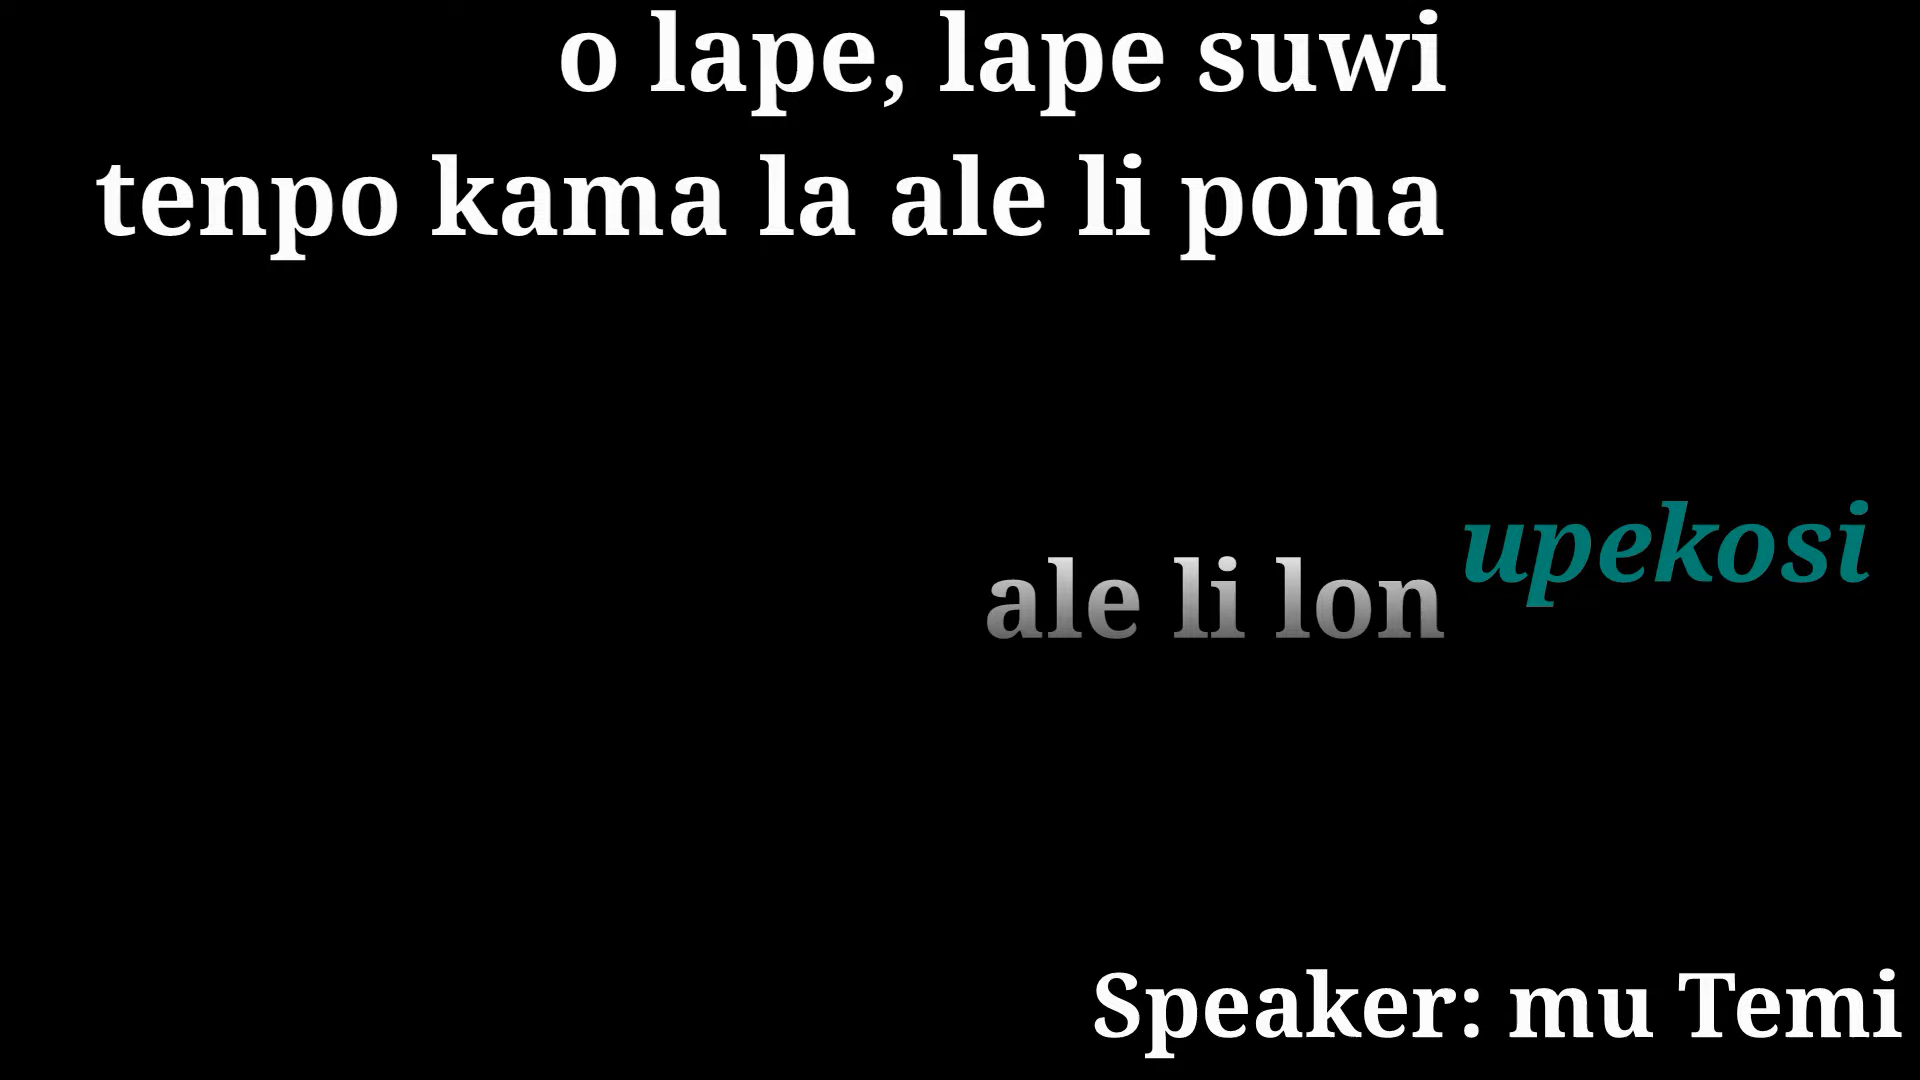 o lape, lape suwi
tenpo kama la ale li pona
upekosi
ale li lon
Speaker: mu Temi